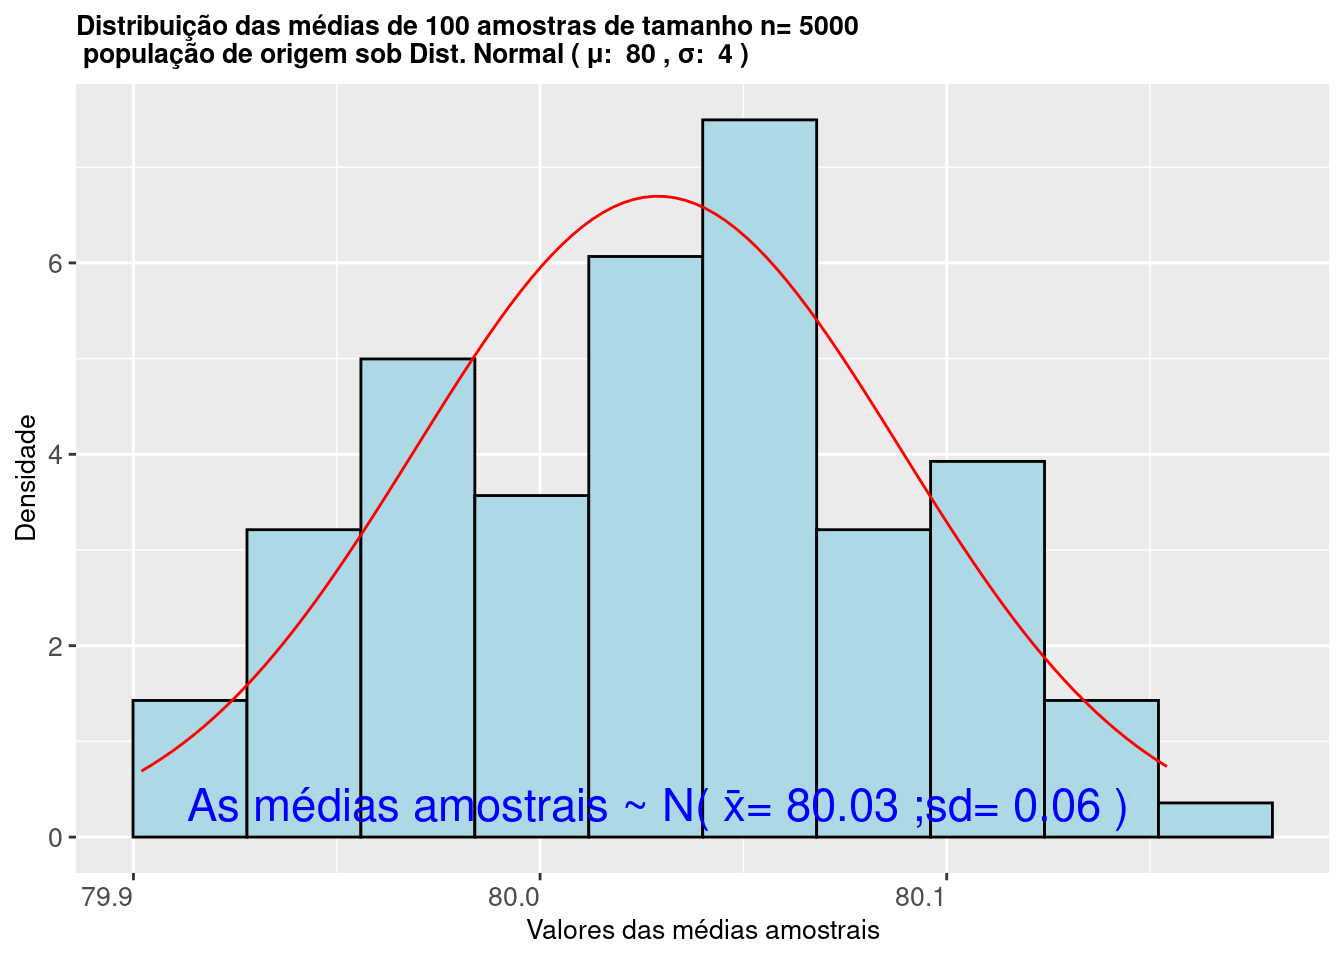 Distribuição das médias de 100 amostras de tamanho n= 5000
população de origem sob Dist. Normal ( μ:  80 , σ:  4 )
Densidade
6
4
2
0
As médias amostrais ~ N( x̄= 80.03 ;sd= 0.06 )
79.9
80.0
80.1
Valores das médias amostrais